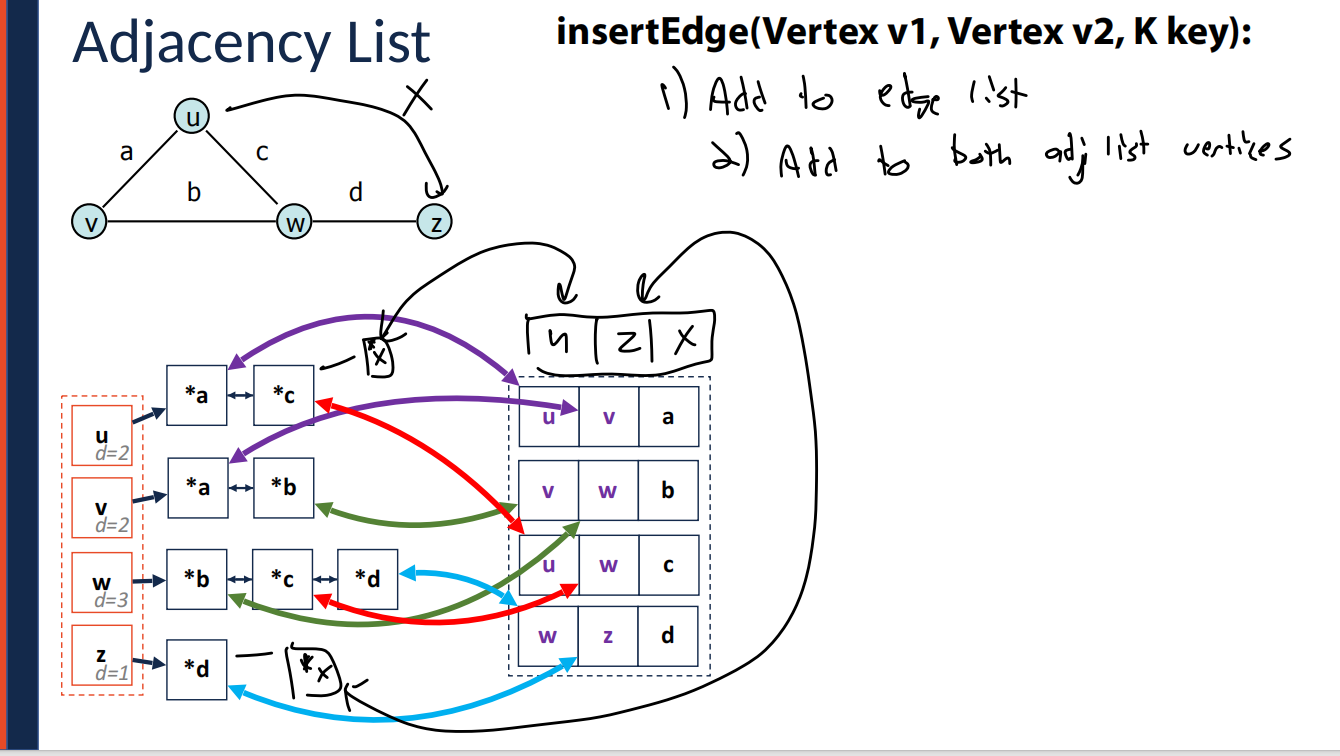 Adjacency List
insertEdge(Vertex v1, Vertex v2, K key):
1) Add to edge list
2) Add to both adj list vertices
X
u
a
c
b
d
v
w
z
u z X
*a *c *x
u
d=2
u v a
*a *b
v
d=2
v w b
*b *c *d
w
d=3
u w c
*d *x
z
d=1
w z d